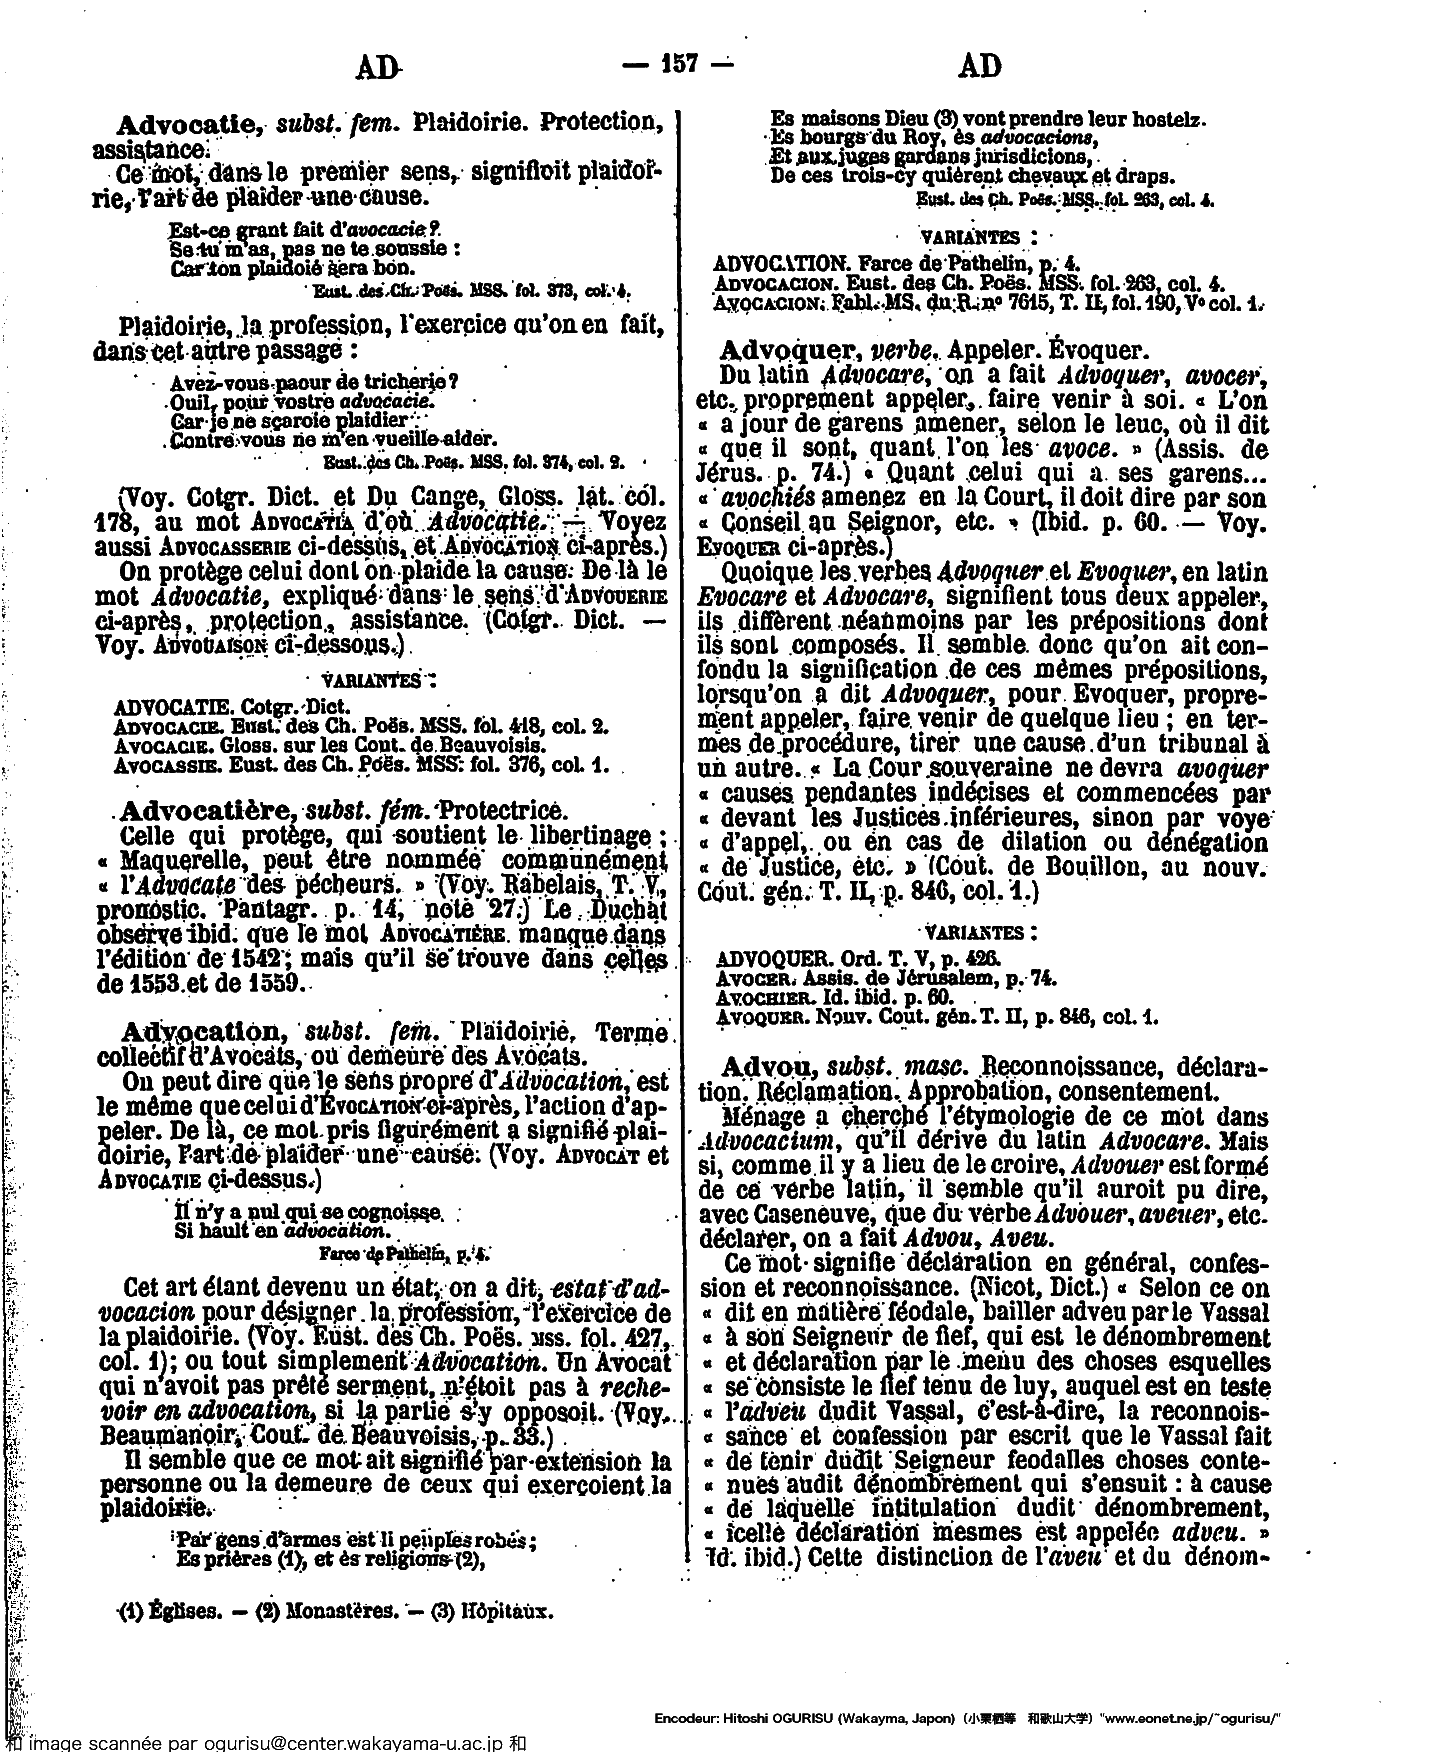 AD
— 157 —
AD
Advocatie, subst. fem. Plaidoirie. Protection,
assistance.
Ce mot, dans le premier sens, signifioit plaidoi-
rie, l'art de plaider une cause.
Est-ce grant fait d'avocacie ?
Se tu m'as, pas ne te soussie :
Car ton plaidoié sera bon.
Eust. des Ch. Poës. MSS. fol. 373, col. 4.
Plaidoirie, la profession, l'exercice qu'on en fait,
dans cet autre passage :
Avez-vous paour de tricherie ?
Ouil, pour vostre advocacie.
Car je ne sçaroie plaidier
Contre vous ne m'en vueille aider.
Eust. des Ch. Poës. MSS. fol. 374, col. 2.
(Voy. Cotgr. Dict. et Du Cange, Gloss. lat. col.
178, au mot ADVOCATIA d'où Advocatie. — Voyez
aussi ADVOCASSERIE ci-dessus, et ADVOCATION ci-après.)
On protège celui dont on plaide la cause. De là le
mot Advocatie, expliqué dans le sens d'ADVOUERIE
ci-après, protection, assistance. (Cotgr. Dict. —
Voy. ADVOUAISON ci-dessous.)
VARIANTES :
ADVOCATIE. Cotgr. Dict.
ADVOCACIE. Eust. des Ch. Poës. MSS. fol. 418, col. 2.
AVOCACIE. Gloss. sur les Cout. de Beauvoisis.
AVOCASSIE. Eust. des Ch. Poës. MSS. fol. 376, col. 1.
Advocatière, subst. fém. Protectrice.
Celle qui protège, qui soutient le libertinage :
« Maquerelle, peut être nommée communément
« l'Advocate des pécheurs. » (Voy. Rabelais, T. V,
pronostic. Pantagr. p. 14, note 27.) Le Duchat
observe ibid. que le mot ADVOCATIÈRE manque dans
l'édition de 1542 ; mais qu'il se trouve dans celles
de 1553 et de 1559.
Advocation, subst. fem. Plaidoirie. Terme
collectif d'Avocats, ou demeure des Avocats.
On peut dire que le sens propre d'Advocation, est
le même que celui d'ÉVOCATION ci-après, l'action d'ap-
peler. De là, ce mot pris figurément a signifié plai-
doirie, l'art de plaider une cause. (Voy. ADVOCAT et
ADVOCATIE ci-dessus.)
Il n'y a nul qui se cognoisse
Si hault en advocation.
Farce de Pathelin, p. 4.
Cet art étant devenu un état, on a dit, estat d'ad-
vocacion pour désigner la profession, l'exercice de
la plaidoirie. (Voy. Eust. des Ch. Poës. MSS. fol. 427,
col. 1) ; ou tout simplement Advocation. Un Avocat
qui n'avoit pas prêté serment, n'étoit pas à reche-
voir en advocation, si la partie s'y opposoit. (Voy.
Beaumanoir, Cout. de Beauvoisis, p. 33.)
Il semble que ce mot ait signifié par extension la
personne ou la demeure de ceux qui exerçoient la
plaidoirie.
Par gens d'armes est li peuples robés ;
Es prières (1), et ès religions (2),
(1) Églises. — (2) Monastères. — (3) Hôpitaux.
Es maisons Dieu (3) vont prendre leur hostelz.
Es bourgs du Roy, ès advocacions,
Et aux juges gardans jurisdicions,
De ces trois-cy quièrent chevaux et draps.
Eust. des Ch. Poës. MSS. fol. 263, col. 4.
VARIANTES :
ADVOCATION. Farce de Pathelin, p. 4.
ADVOCACION. Eust. des Ch. Poës. MSS. fol. 263, col. 4.
AVOCACION. Fabl. MS. du R. nº 7615, T. II, fol. 190, Vº col. 1.
Advoquer, verbe. Appeler. Évoquer.
Du latin Advocare, on a fait Advoquer, avocer,
etc. proprement appeler, faire venir à soi. « L'on
« a jour de garens amener, selon le leuc, où il dit
« que il sont, quant l'on les avoce. » (Assis. de
Jérus. p. 74.) « Quant celui qui a ses garens...
« avochiés amenez en la Court, il doit dire par son
« Conseil au Seignor, etc. » (Ibid. p. 60. — Voy.
EVOQUER ci-après.)
Quoique les verbes Advoquer et Evoquer, en latin
Evocare et Advocare, signifient tous deux appeler,
ils diffèrent néanmoins par les prépositions dont
ils sont composés. Il semble donc qu'on ait con-
fondu la signification de ces mêmes prépositions,
lorsqu'on a dit Advoquer, pour Evoquer, propre-
ment appeler, faire venir de quelque lieu ; en ter-
mes de procédure, tirer une cause d'un tribunal à
un autre. « La Cour souveraine ne devra avoquer
« causes pendantes indécises et commencées par
« devant les Justices inférieures, sinon par voye
« d'appel, ou en cas de dilation ou dénégation
« de Justice, etc. » (Cout. de Bouillon, au nouv.
Cout. gén. T. II, p. 846, col. 1.)
VARIANTES :
ADVOQUER. Ord. T. V, p. 426.
AVOCER. Assis. de Jérusalem, p. 74.
AVOCHIER. Id. ibid. p. 60.
AVOQUER. Nouv. Cout. gén. T. II, p. 846, col. 1.
Advou, subst. masc. Reconnoissance, déclara-
tion. Réclamation. Approbation, consentement.
Ménage a cherché l'étymologie de ce mot dans
Advocacium, qu'il dérive du latin Advocare. Mais
si, comme il y a lieu de le croire, Advouer est formé
de ce verbe latin, il semble qu'il auroit pu dire,
avec Caseneuve, que du verbe Advouer, aveuer, etc.
déclarer, on a fait Advou, Aveu.
Ce mot signifie déclaration en général, confes-
sion et reconnoissance. (Nicot, Dict.) « Selon ce on
« dit en matière féodale, bailler adveu par le Vassal
« à son Seigneur de fief, qui est le dénombrement
« et déclaration par le menu des choses esquelles
« se consiste le fief tenu de luy, auquel est en teste
« l'adveu dudit Vassal, c'est-à-dire, la reconnois-
« sance et confession par escrit que le Vassal fait
« de tenir dudit Seigneur feodalles choses conte-
« nues audit dénombrement qui s'ensuit : à cause
« de laquelle intitulation dudit dénombrement,
« icelle déclaration mesmes est appelée adveu. »
Id. ibid.) Cette distinction de l'aveu et du dénom-
Encodeur: Hitoshi OGURISU (Wakayma, Japon) (小栗栖等 和歌山大学) "www.eonet.ne.jp/~ogurisu/"
和 image scannée par ogurisu@center.wakayama-u.ac.jp 和